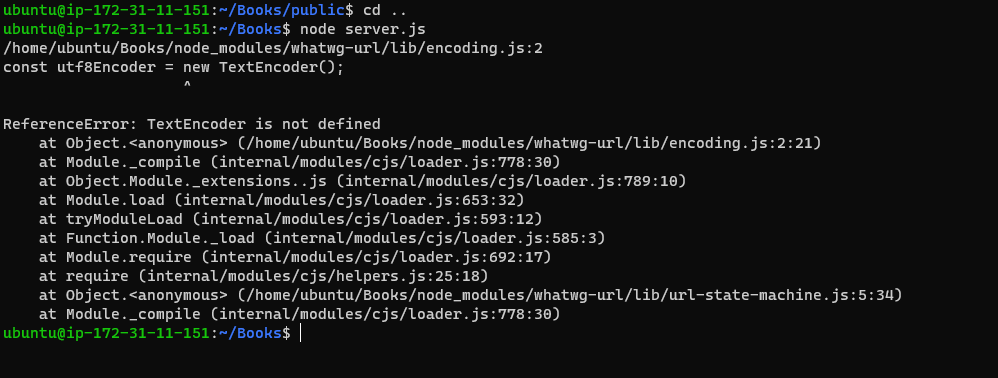 ubuntu@ip-172-31-11-151:~/Books/public$ cd ..
ubuntu@ip-172-31-11-151:~/Books$ node server.js
/home/ubuntu/Books/node_modules/whatwg-url/lib/encoding.js:2
const utf8Encoder = new TextEncoder();
                    ^
ReferenceError: TextEncoder is not defined
    at Object.<anonymous> (/home/ubuntu/Books/node_modules/whatwg-url/lib/encoding.js:2:21)
    at Module._compile (internal/modules/cjs/loader.js:778:30)
    at Object.Module._extensions..js (internal/modules/cjs/loader.js:789:10)
    at Module.load (internal/modules/cjs/loader.js:653:32)
    at tryModuleLoad (internal/modules/cjs/loader.js:593:12)
    at Function.Module._load (internal/modules/cjs/loader.js:585:3)
    at Module.require (internal/modules/cjs/loader.js:692:17)
    at require (internal/modules/cjs/helpers.js:25:18)
    at Object.<anonymous> (/home/ubuntu/Books/node_modules/whatwg-url/lib/url-state-machine.js:5:34)
    at Module._compile (internal/modules/cjs/loader.js:778:30)
ubuntu@ip-172-31-11-151:~/Books$